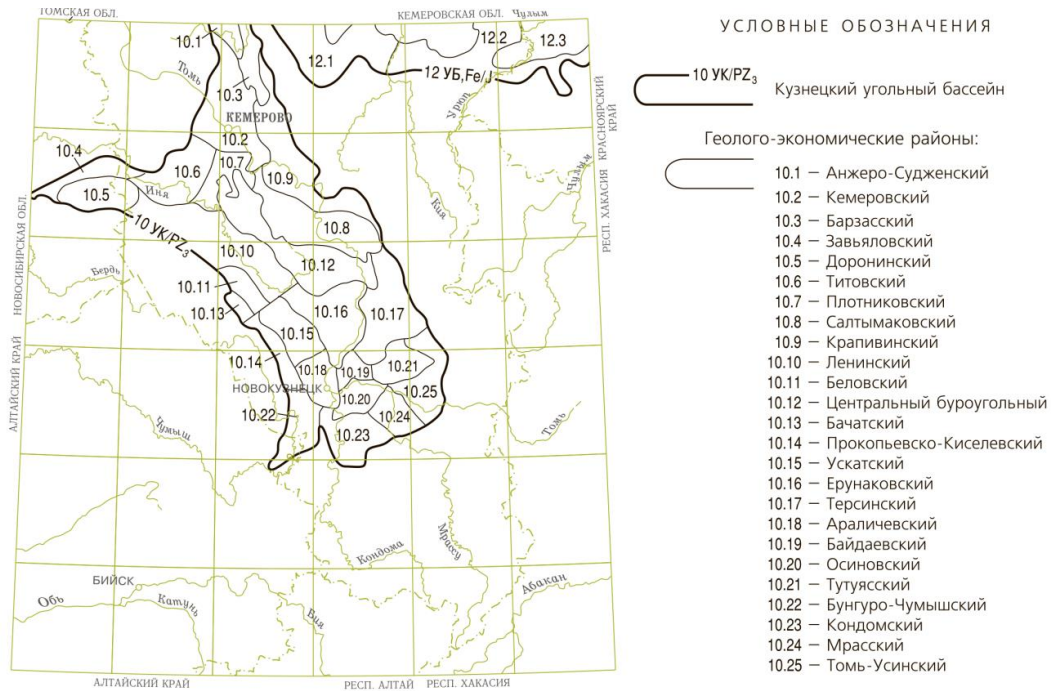 ТОМСКАЯ ОБЛ.
КЕМЕРОВСКАЯ ОБЛ.
Чулым
10.1
12.1
12.2
12.3
12 УБ,Fe/J
Томь
10.3
КЕМЕРОВО
Урюп
КРАСНОЯРСКИЙ КРАЙ
10.4
10.2
10.7
10.6
10.9
10.5
Иня
Кия
Чулым
РЕСП. ХАКАСИЯ
НОВОСИБИРСКАЯ ОБЛ.
10 УК/PZ3
10.8
10.10
10.12
Бердь
10.11
10.13
10.16
10.17
10.15
10.14
10.18
10.19
10.21
НОВОКУЗНЕЦК
10.20
10.25
10.22
10.24
10.23
АЛТАЙСКИЙ КРАЙ
Чумыш
Томь
Кондома
Мрассу
БИЙСК
Абакан
Обь
Катунь
Бия
АЛТАЙСКИЙ КРАЙ
РЕСП. АЛТАЙ
РЕСП. ХАКАСИЯ
УСЛОВНЫЕ ОБОЗНАЧЕНИЯ
10 УК/PZ3
Кузнецкий угольный бассейн
Геолого-экономические районы:
10.1 – Анжеро-Судженский
10.2 – Кемеровский
10.3 – Барзасский
10.4 – Завьяловский
10.5 – Доронинский
10.6 – Титовский
10.7 – Плотниковский
10.8 – Салтымаковский
10.9 – Крапивинский
10.10 – Ленинский
10.11 – Беловский
10.12 – Центральный буроугольный
10.13 – Бачатский
10.14 – Прокопьевско-Киселевский
10.15 – Ускатский
10.16 – Ерунаковский
10.17 – Терсинский
10.18 – Араличевский
10.19 – Байдаевский
10.20 – Осиновский
10.21 – Тутуясский
10.22 – Бунгуро-Чумышский
10.23 – Кондомский
10.24 – Мрасский
10.25 – Томь-Усинский